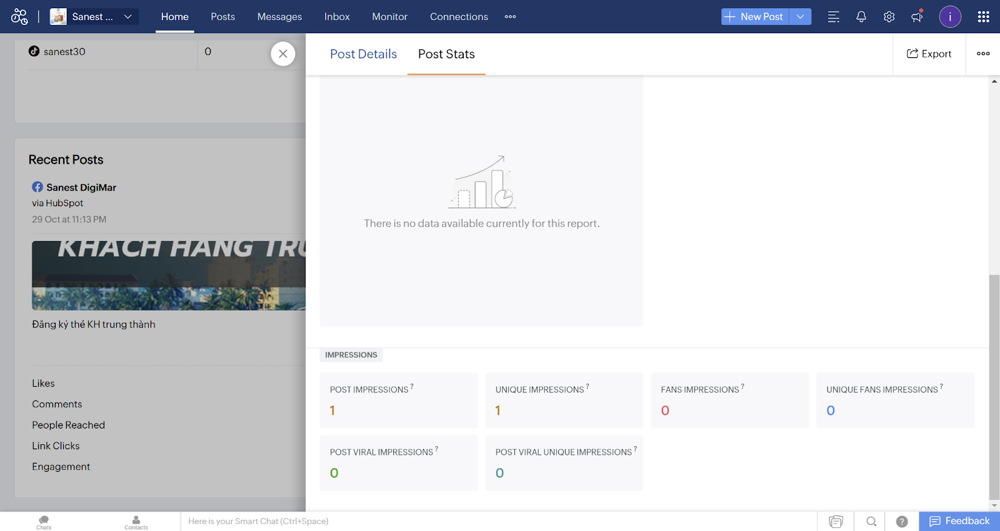 Sanest ...
Home
Posts
Messages
Inbox
Monitor
Connections
New Post
i
sanest30
0
Recent Posts
Sanest DigiMar
via HubSpot
29 Oct at 11:13 PM
KHÁCH HÀNG TRU
Đăng ký thẻ KH trung thành
Likes
Comments
People Reached
Link Clicks
Engagement
Post Details
Post Stats
Export
There is no data available currently for this report.
IMPRESSIONS
POST IMPRESSIONS ?
1
UNIQUE IMPRESSIONS ?
1
FANS IMPRESSIONS ?
0
UNIQUE FANS IMPRESSIONS ?
0
POST VIRAL IMPRESSIONS ?
0
POST VIRAL UNIQUE IMPRESSIONS ?
0
Chats
Contacts
Here is your Smart Chat (Ctrl+Space)
?
Feedback